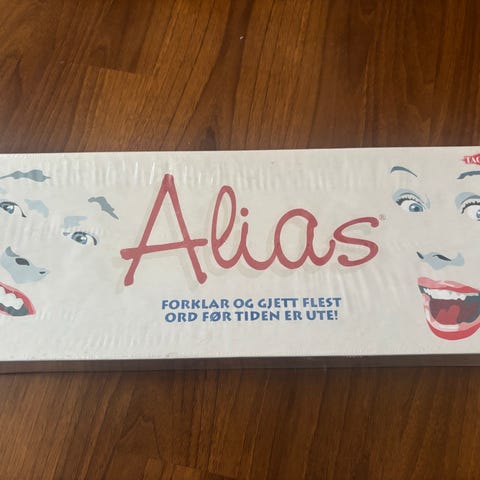 Alias®
FORKLAR OG GJETT FLEST
ORD FØR TIDEN ER UTE!